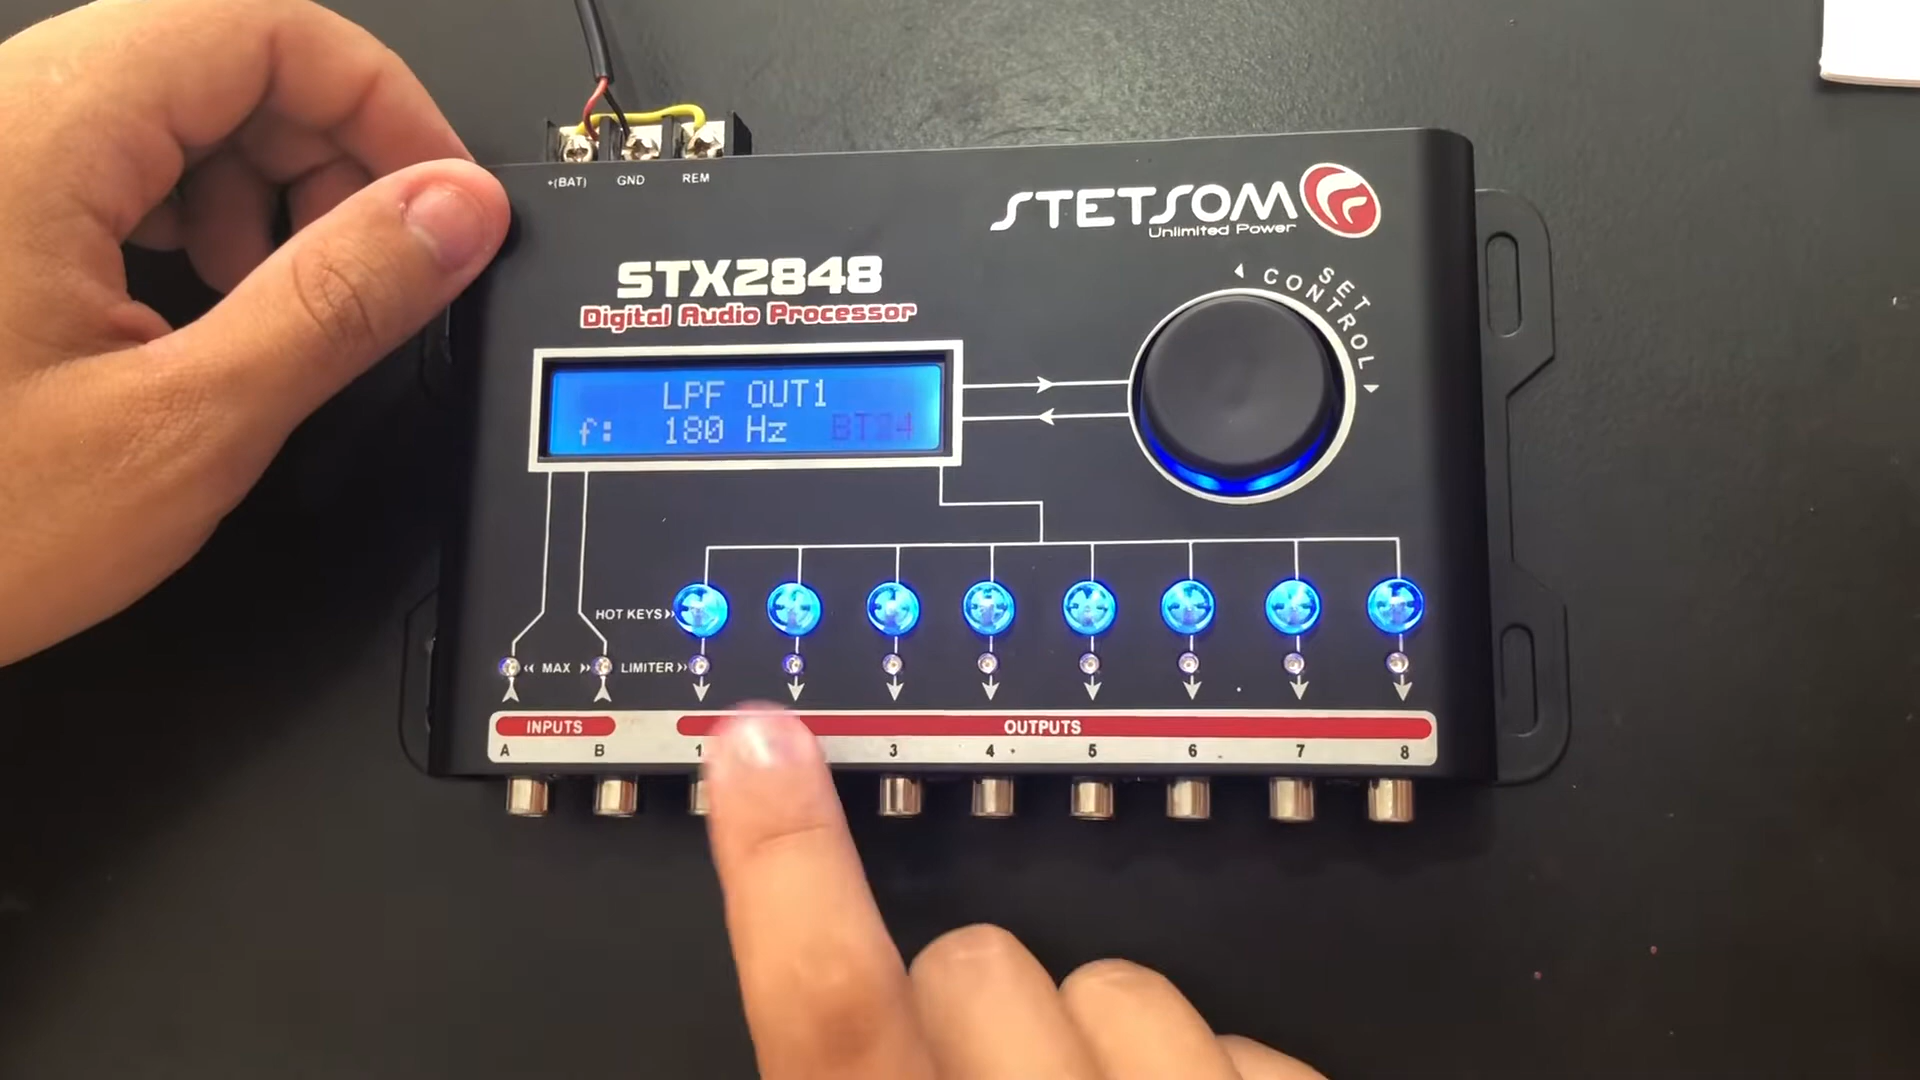 +(BAT) GND REM
STETSOM
Unlimited Power
SET
CONTROL
STX2848
Digital Audio Processor
LPF OUT1
f: 180 Hz BT24
HOT KEYS
MAX LIMITER
INPUTS OUTPUTS
A B 1 3 4 5 6 7 8